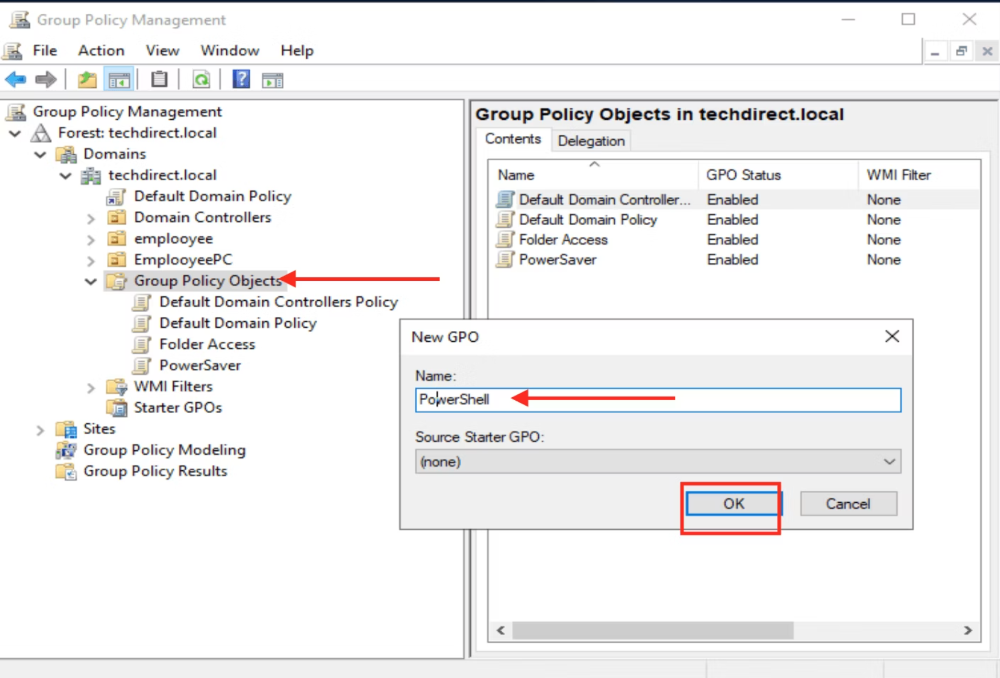 Group Policy Management
File Action View Window Help
Group Policy Management
Forest: techdirect.local
Domains
techdirect.local
Default Domain Policy
Domain Controllers
emplooyee
EmplooyeePC
Group Policy Objects
Default Domain Controllers Policy
Default Domain Policy
Folder Access
PowerSaver
WMI Filters
Starter GPOs
Sites
Group Policy Modeling
Group Policy Results
Group Policy Objects in techdirect.local
Contents Delegation
Name GPO Status WMI Filter
Default Domain Controller... Enabled None
Default Domain Policy Enabled None
Folder Access Enabled None
PowerSaver Enabled None
New GPO
Name:
PowerShell
Source Starter GPO:
(none)
OK Cancel